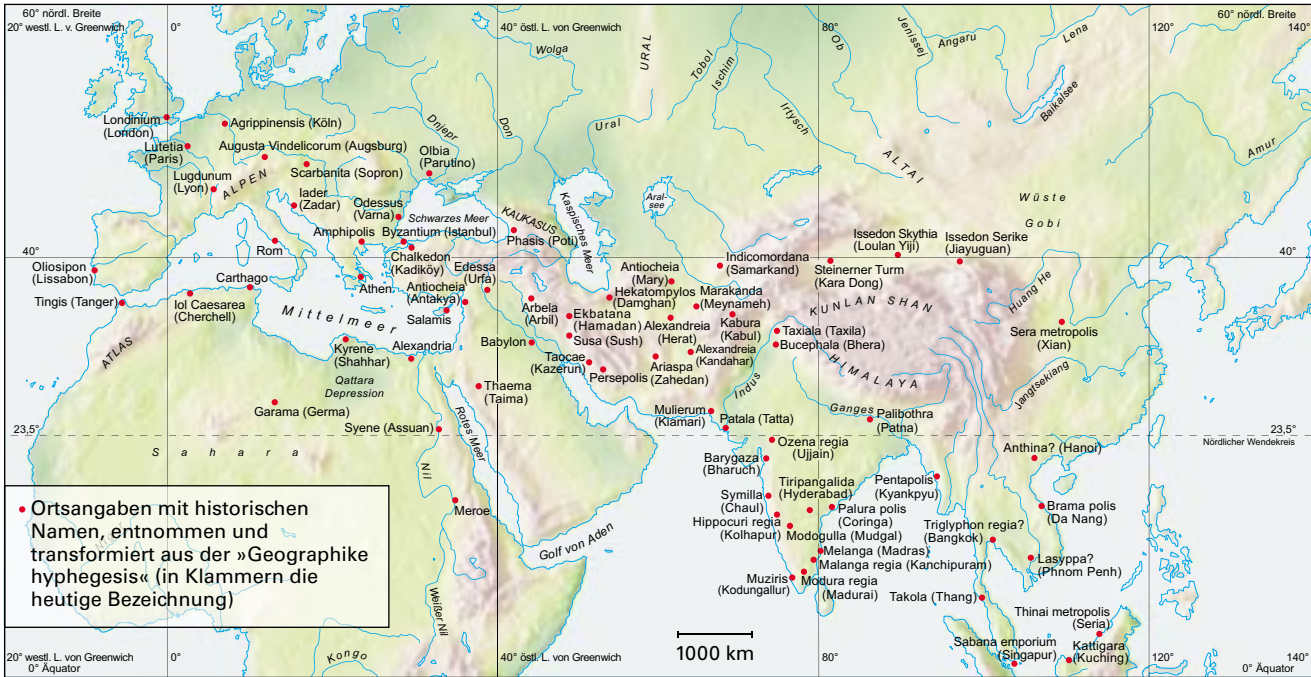 60° nördl. Breite
20° westl. L. v. Greenwich
0°
40° östl. L. von Greenwich
80°
120°
60° nördl. Breite
140°
Wolga
URAL
Tobol
Ischim
Ob
Jenissej
Angaru
Lena
Baikalsee
Irtysch
Ural
Amur
Dnjepr
Don
ALTAI
Wüste
Gobi
Londinium
(London)
Agrippinensis (Köln)
Lutetia
(Paris)
Augusta Vindelicorum (Augsburg)
Scarbanita (Sopron)
Lugdunum
(Lyon)
ALPEN
Iader
(Zadar)
Olbia
(Parutino)
Odessus
(Varna)
Schwarzes Meer
KAUKASUS
Kaspisches Meer
Aral-
see
Amphipolis
Byzantium (Istanbul)
Phasis (Poti)
Rom
Chalkedon
(Kadiköy)
40°
40°
Oliosipon
(Lissabon)
Tingis (Tanger)
Carthago
Iol Caesarea
(Cherchell)
Athen
Antiocheia
(Antakya)
Edessa
(Urfa)
Mittelmeer
Salamis
Arbela
(Arbil)
Antiocheia
(Mary)
Hekatompylos
(Damghan)
Ekbatana
(Hamadan)
Susa (Sush)
Indicomordana
(Samarkand)
Marakanda
(Meynameh)
Alexandreia
(Herat)
Kabura
(Kabul)
Steinerner Turm
(Kara Dong)
Issedon Skythia
(Loulan Yiji)
Issedon Serike
(Jiayuguan)
KUNLAN SHAN
Huang He
Sera metropolis
(Xian)
Jangtsekiang
Taxiala (Taxila)
Bucephala (Bhera)
HIMALAYA
ATLAS
Kyrene
(Shahhar)
Alexandria
Babylon
Taocae
(Kazerun)
Persepolis
Ariaspa
(Zahedan)
Alexandreia
(Kandahar)
Qattara
Depression
Thaema
(Taima)
Indus
Ganges
Garama (Germa)
Mulierum
(Kiamari)
Patala (Tatta)
Palibothra
(Patna)
23,5°
23,5°
Nördlicher Wendekreis
Syene (Assuan)
Rotes Meer
Sahara
Nil
Ozena regia
(Ujjain)
Barygaza
(Bharuch)
Anthina? (Hanoi)
Tiripangalida
(Hyderabad)
Pentapolis
(Kyankpyu)
Symilla
(Chaul)
Meroe
Palura polis
(Coringa)
Brama polis
(Da Nang)
Hippocuri regia
(Kolhapur)
Modogulla (Mudgal)
Triglyphon regia?
(Bangkok)
Golf von Aden
Melanga (Madras)
Malanga regia (Kanchipuram)
Lasyppa?
(Phnom Penh)
Muziris
(Kodungallur)
Modura regia
(Madurai)
Takola (Thang)
Ortsangaben mit historischen
Namen, entnommen und
transformiert aus der »Geographike
hyphegesis« (in Klammern die
heutige Bezeichnung)
Weißer Nil
Thinai metropolis
(Seria)
1000 km
Sabana emporium
(Singapur)
Kattigara
(Kuching)
Kongo
20° westl. L. von Greenwich
0°
0° Äquator
40° östl. L. von Greenwich
80°
120°
0° Äquator
140°